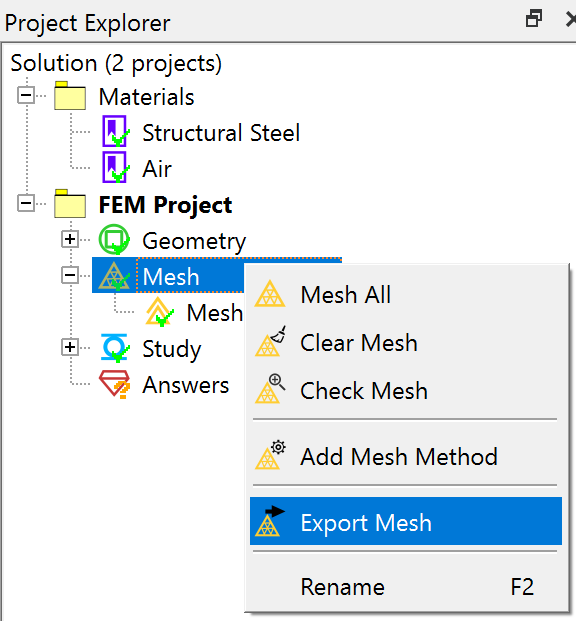 Project Explorer
Solution (2 projects)
Materials
Structural Steel
Air
FEM Project
Geometry
Mesh
Mesh
Study
Answers
Mesh All
Clear Mesh
Check Mesh
Add Mesh Method
Export Mesh
Rename F2